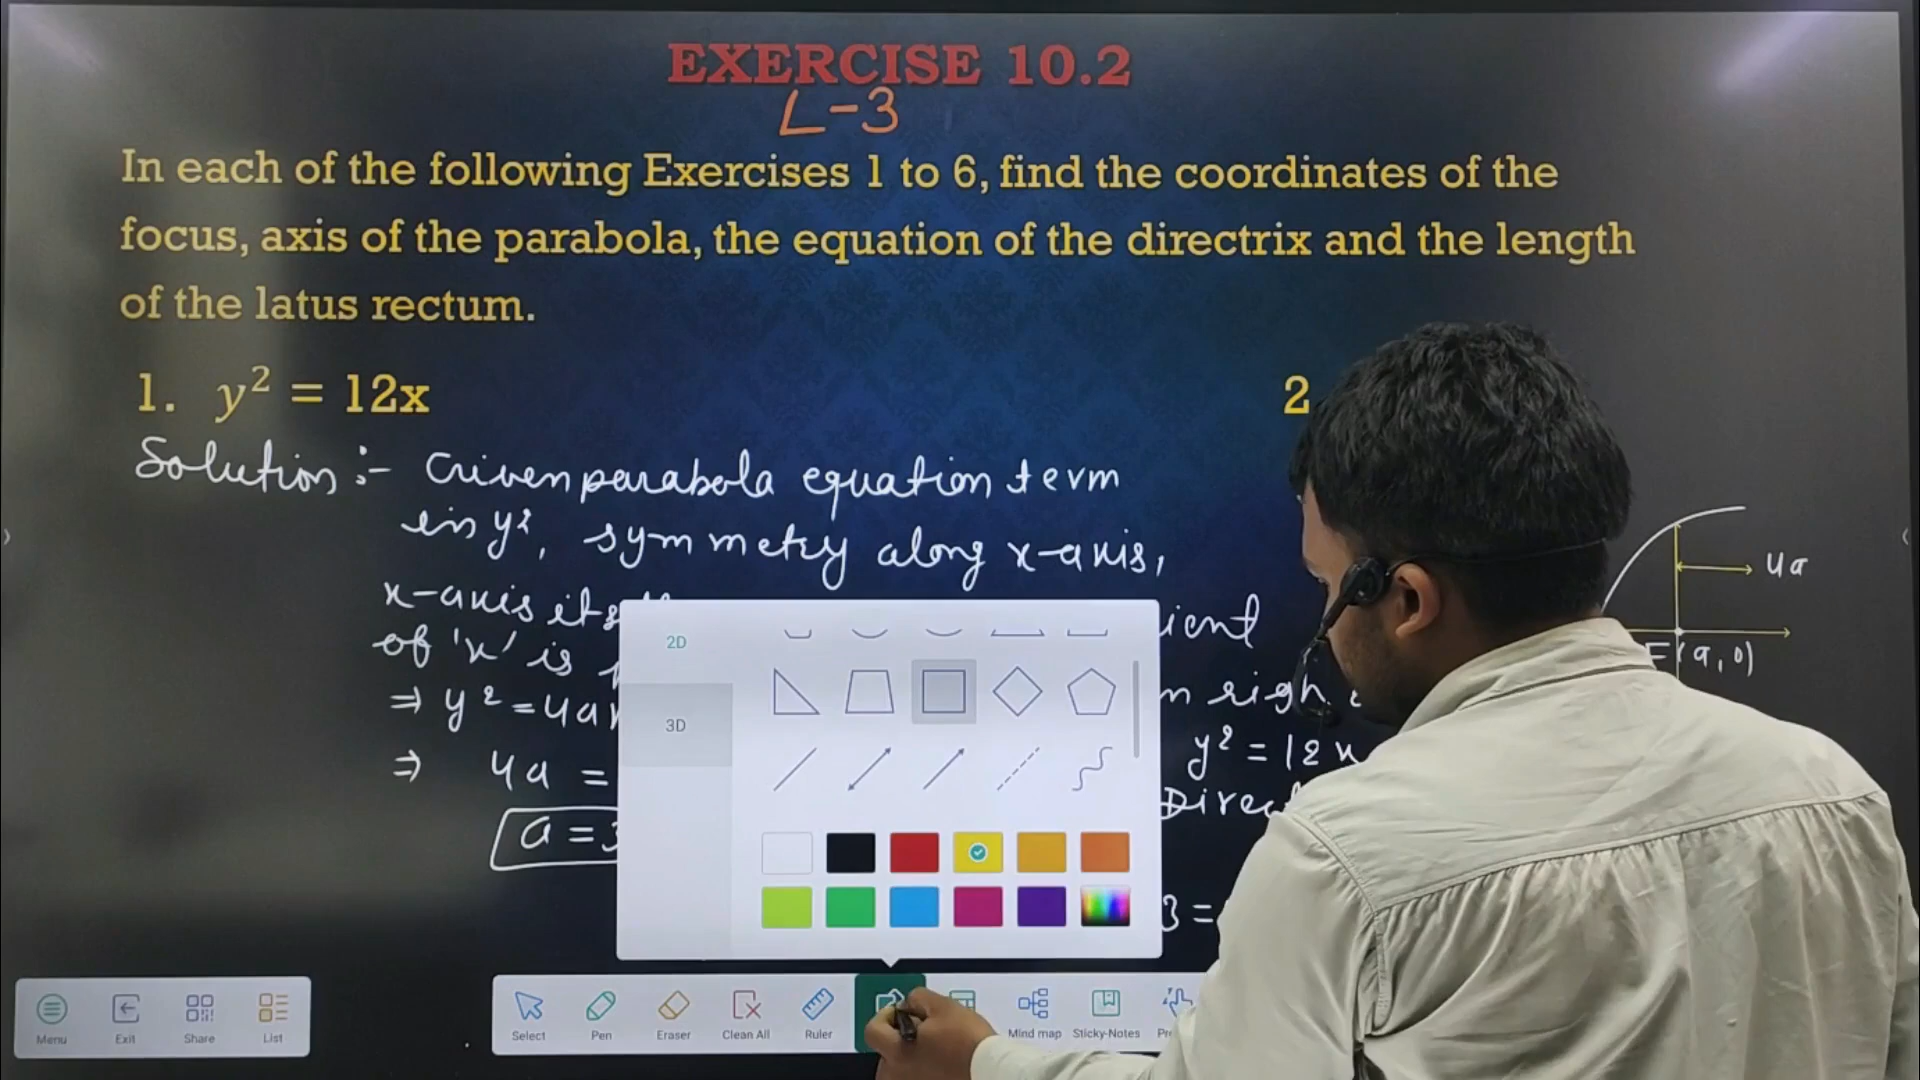 EXERCISE 10.2
L-3
In each of the following Exercises 1 to 6, find the coordinates of the
focus, axis of the parabola, the equation of the directrix and the length
of the latus rectum.
1. y² = 12x
2
Solution :- Given parabola equation term
in y², symmetry along x-axis,
x-axis its
of 'x' is
⇒ y² = 4a
⇒ 4a =
a = 3
4a
F(a, 0)
y² = 12x
3 =
2D
3D
Menu
Exit
Share
List
Select
Pen
Eraser
Clean All
Ruler
Mind map
Sticky-Notes